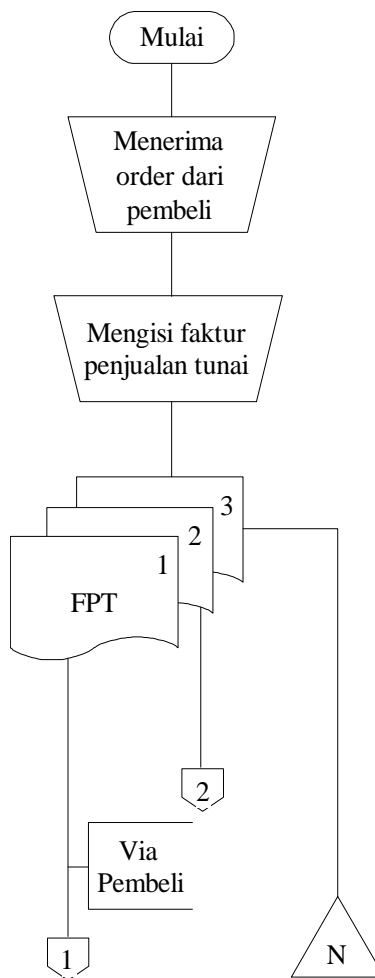 Mulai
Menerima
order dari
pembeli
Mengisi faktur
penjualan tunai
3
2
1
FPT
2
Via
Pembeli
1
N